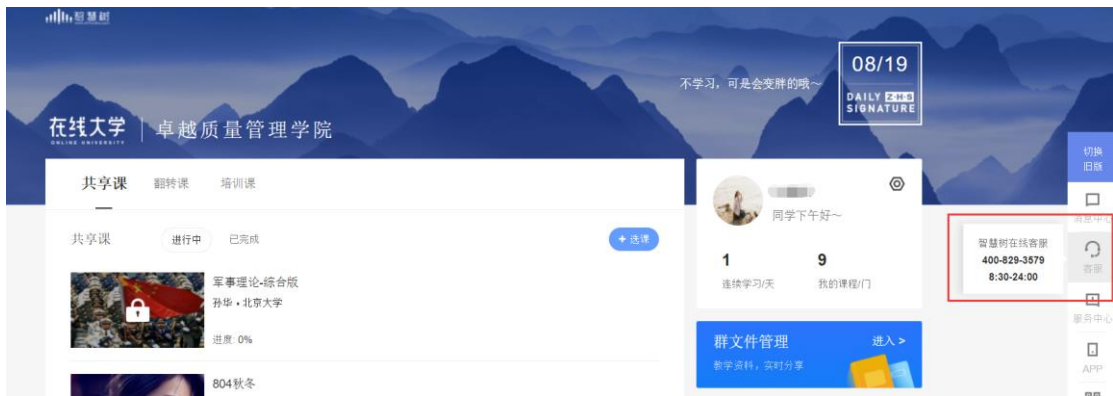 智慧树
不学习，可是会变胖的哦～
08/19
DAILY Z·H·S
SIGNATURE
在线大学
ONLINE UNIVERSITY
卓越质量管理学院
切换
旧版
共享课 翻转课 培训课
同学下午好～
消息中心
共享课 进行中 已完成 + 选课
智慧树在线客服
400-829-3579
8:30-24:00
客服
1 9
连续学习/天 我的课程/门
军事理论-综合版
孙华 • 北京大学
进度: 0%
服务中心
群文件管理 进入 >
教学资料，实时分享
APP
804秋冬